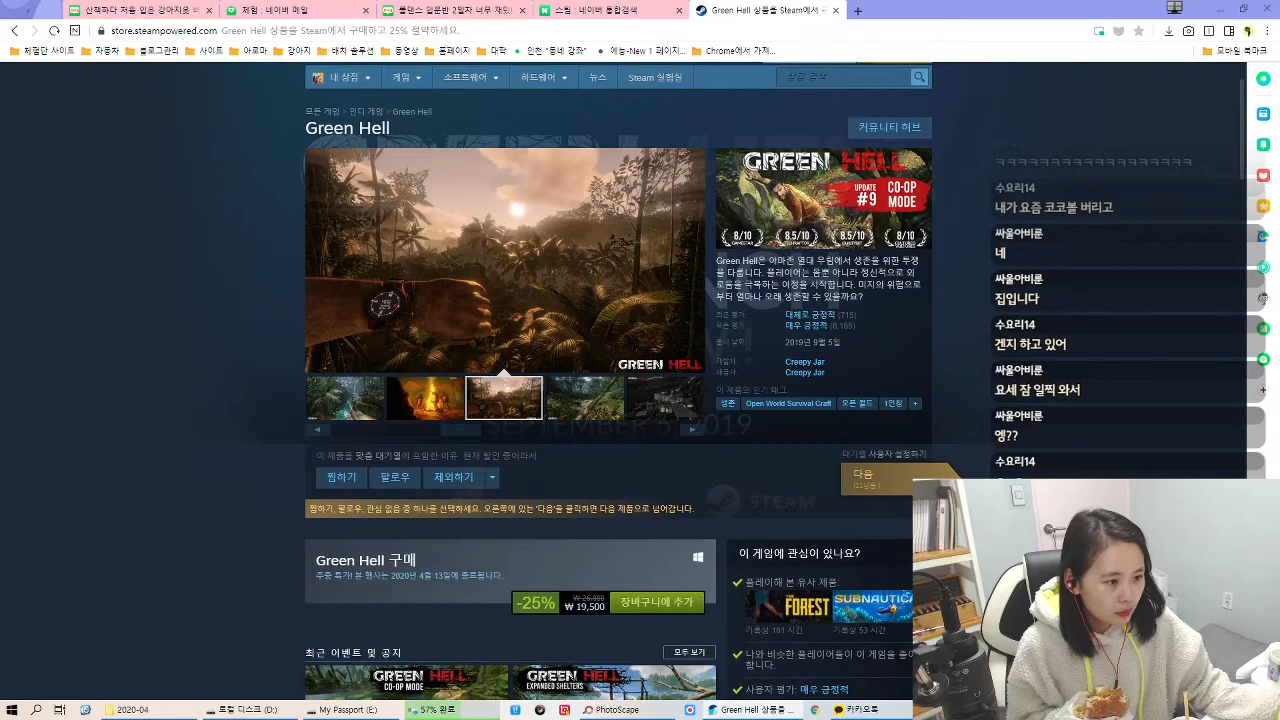 산책하다 저음 읍은 강아지옷 브
체험 : 네이버 메일
폴댄스 입문반 2일차 너무 재밌
스팀 : 네이버 통합검색
Green Hell 상품을 Steam에서 구
store.steampowered.com Green Hell 상품을 Steam에서 구매하고 25% 절약하세요.
체험단 사이트
자동차
블로그관리
사이트
아로마
강아지
배치 솔루션
동영상
홈페이지
대학
인천 "동배 강좌"
Chrome에서 가져...
모바일 북마크
내 상점
게임
소프트웨어
하드웨어
뉴스
Steam 실험실
상점 검색
모든 게임 > 인디 게임 > Green Hell
Green Hell
커뮤니티 허브
GREEN HELL
GREEN HELL
UPDATE #9
CO-OP MODE
8/10
8.5/10
8.5/10
8/10
Green Hell은 아마존 열대 우림에서 생존을 위한 투쟁
을 다룹니다. 플레이어는 몸뿐 아니라 정신적으로 외
로움을 극복하는 여정을 시작합니다. 미지의 위험으로
부터 얼마나 오래 생존할 수 있을까요?
최근 평가: 대체로 긍정적 (715)
모든 평가: 매우 긍정적 (8,165)
출시 날짜: 2019년 9월 5일
개발자: Creepy Jar
배급사: Creepy Jar
이 제품의 인기 태그:
생존
Open World Survival Craft
오픈 월드
1인칭
+
SEPTEMBER 5, 2019
이 제품을 맞춤 대기열에 포함한 이유: 현재 할인 중이라서
대기열 사용자 설정하기
찜하기
팔로우
제외하기
다음
STEAM
찜하기, 팔로우, 관심 없음 중 하나를 선택하세요. 오른쪽에 있는 '다음'을 클릭하면 다음 제품으로 넘어갑니다.
Green Hell 구매
주중 특가! 본 행사는 2020년 4월 13일에 종료됩니다.
-25%
₩ 25,000
₩ 19,500
장바구니에 추가
이 게임에 관심이 있나요?
플레이해 본 유사 제품:
THE FOREST
SUBNAUTICA
기록상 101 시간
기록상 53 시간
나와 비슷한 플레이어들이 이 게임을 좋아
합니다.
사용자 평가: 매우 긍정적
최근 이벤트 및 공지
모두 보기
GREEN HELL
CO-OP MODE
GREEN HELL
EXPANDED SHELTERS
ㅋㅋㅋㅋㅋㅋㅋㅋㅋㅋㅋㅋㅋㅋㅋㅋㅋㅋ
수요리14
내가 요즘 코코볼 버리고
싸울아비룬
네
싸울아비룬
집입니다
수요리14
겐지 하고 있어
싸울아비룬
요세 잠 일찍 와서
싸울아비룬
엥??
수요리14
2020-04
로컬 디스크 (D:)
My Passport (E:)
57% 완료
PhotoScape
Green Hell 상품을 ...
카카오톡